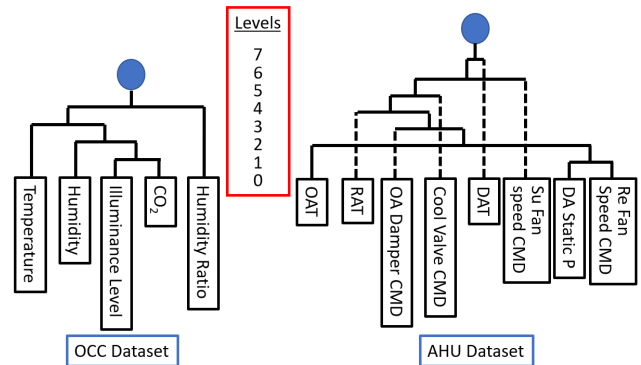 Levels
7
6
5
4
3
2
1
0
Temperature
Humidity
Illuminance Level
CO₂
Humidity Ratio
OCC Dataset
OAT
RAT
OA Damper CMD
Cool Valve CMD
DAT
Su Fan
speed CMD
DA Static P
Re Fan
Speed CMD
AHU Dataset